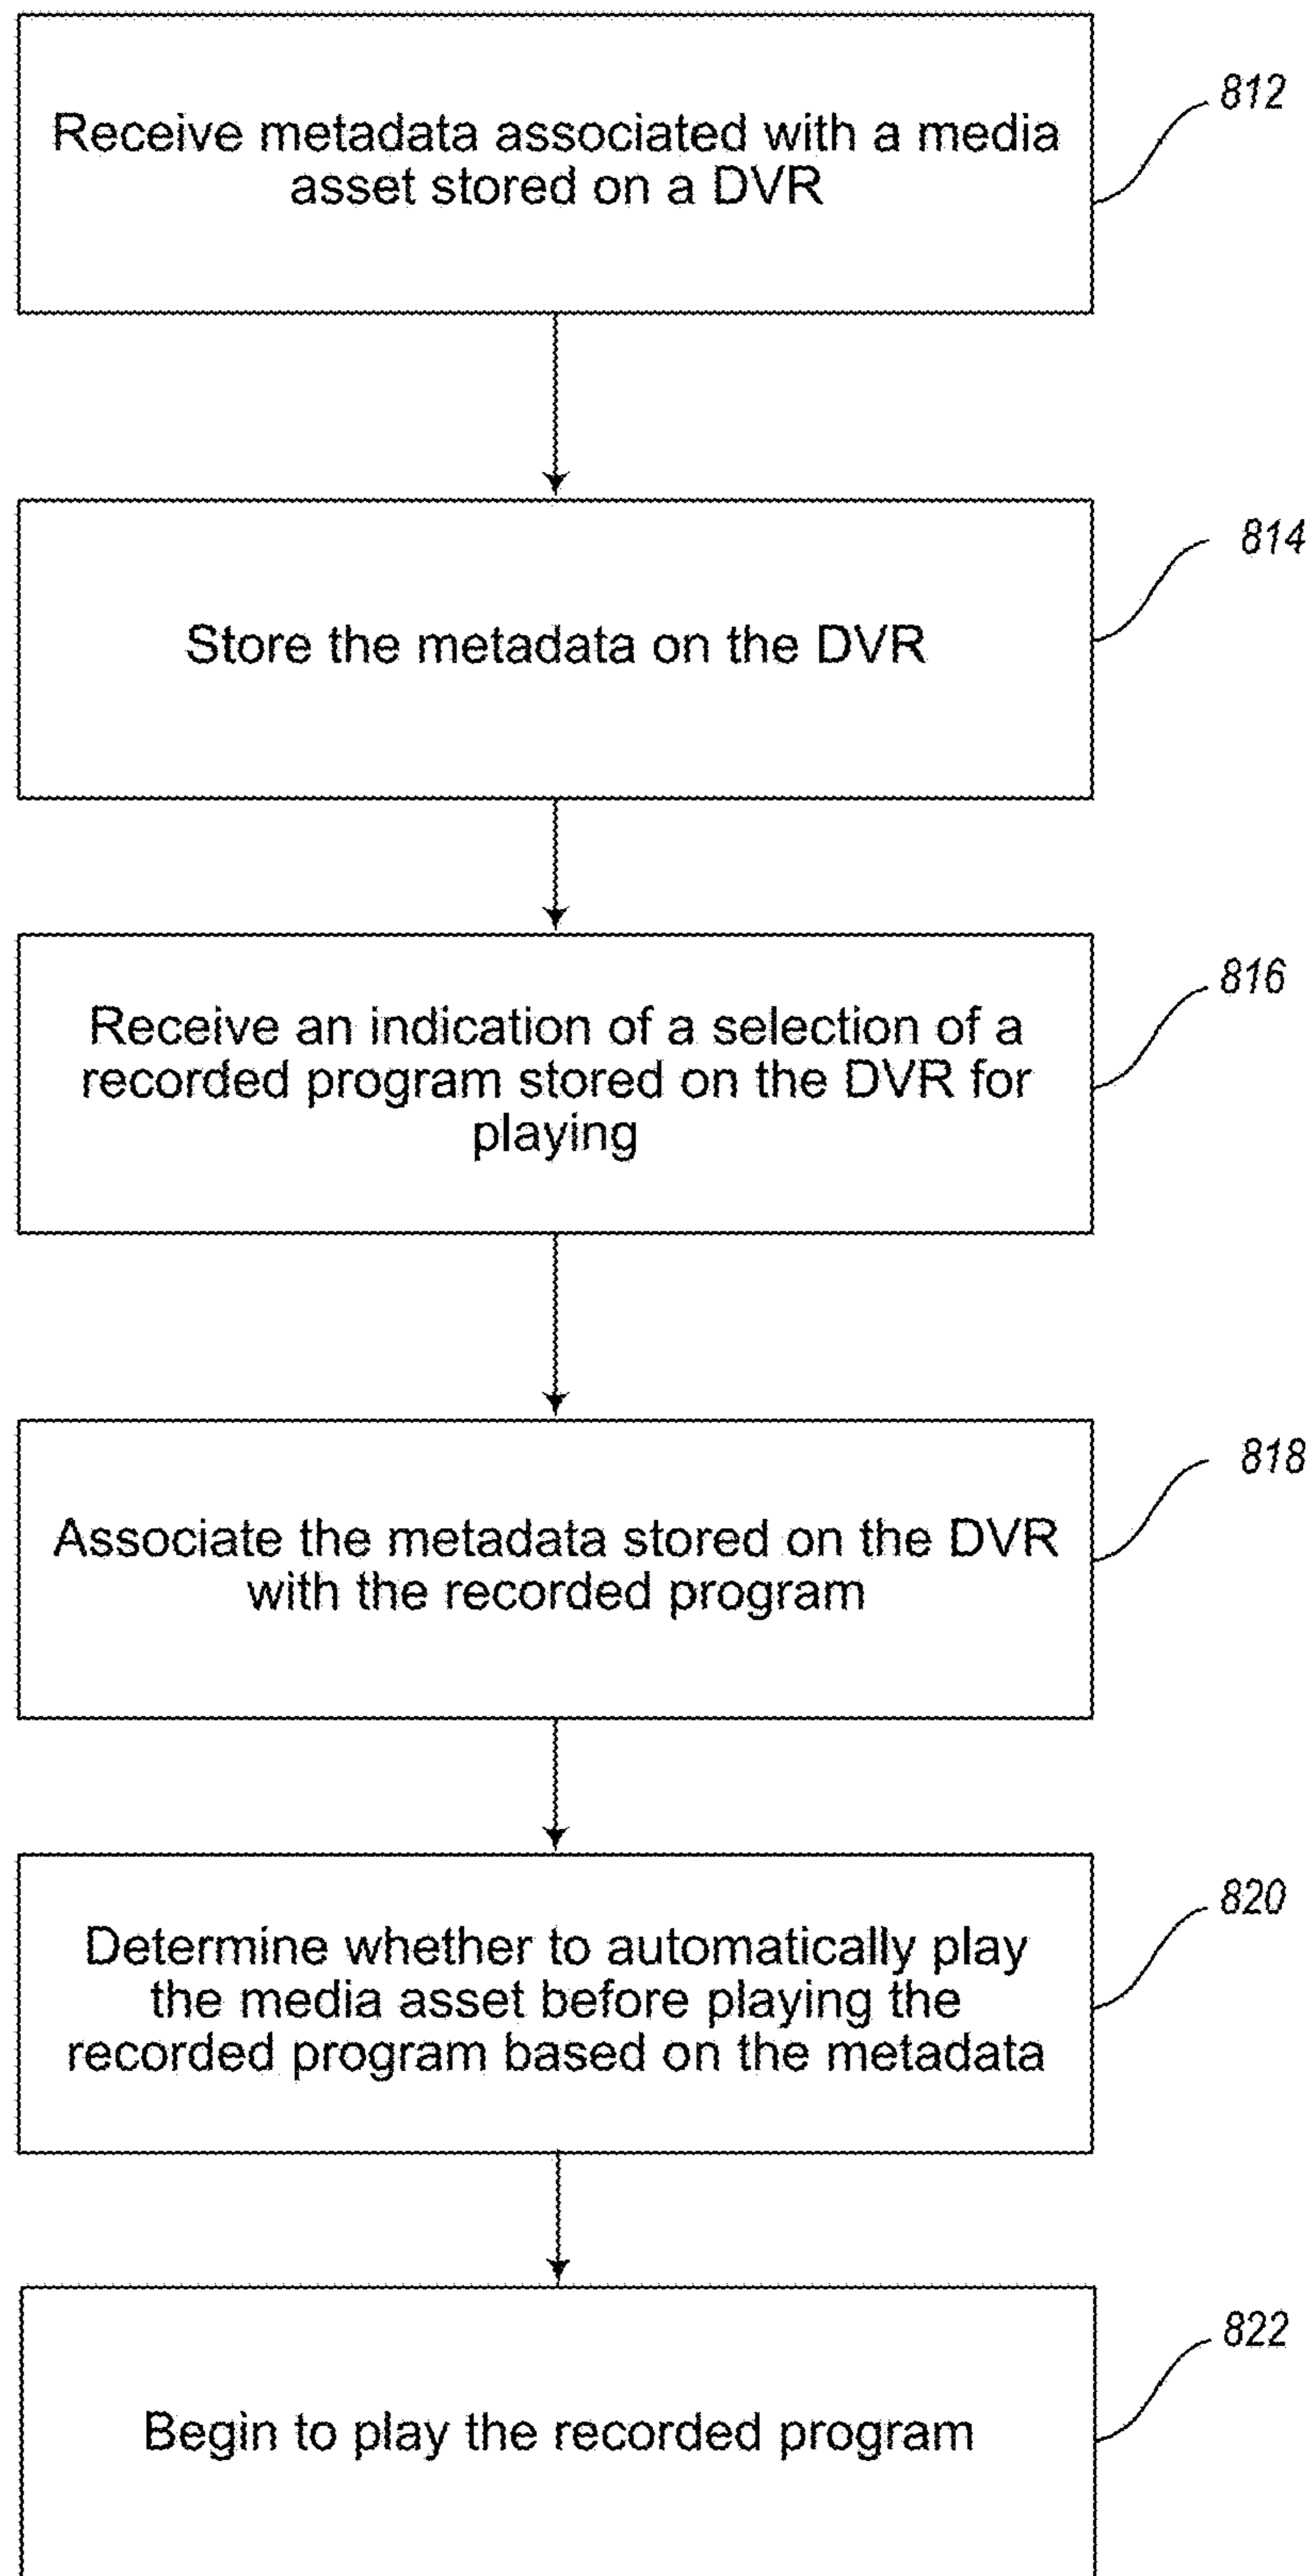 Receive metadata associated with a media
asset stored on a DVR
812
Store the metadata on the DVR
814
Receive an indication of a selection of a
recorded program stored on the DVR for
playing
816
Associate the metadata stored on the DVR
with the recorded program
818
Determine whether to automatically play
the media asset before playing the
recorded program based on the metadata
820
Begin to play the recorded program
822